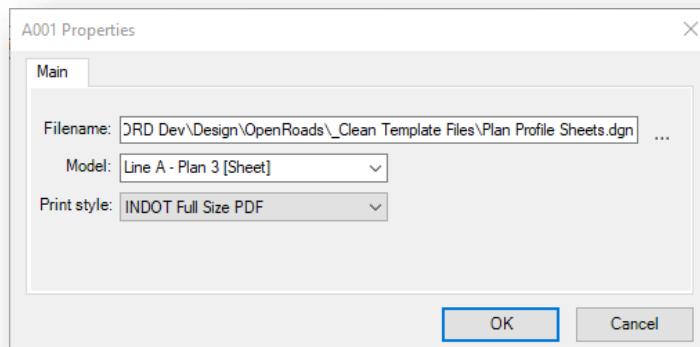 A001 Properties
Main
Filename: ORD Dev\Design\OpenRoads\_Clean Template Files\Plan Profile Sheets.dgn ...
Model: Line A - Plan 3 [Sheet]
Print style: INDOT Full Size PDF
OK Cancel